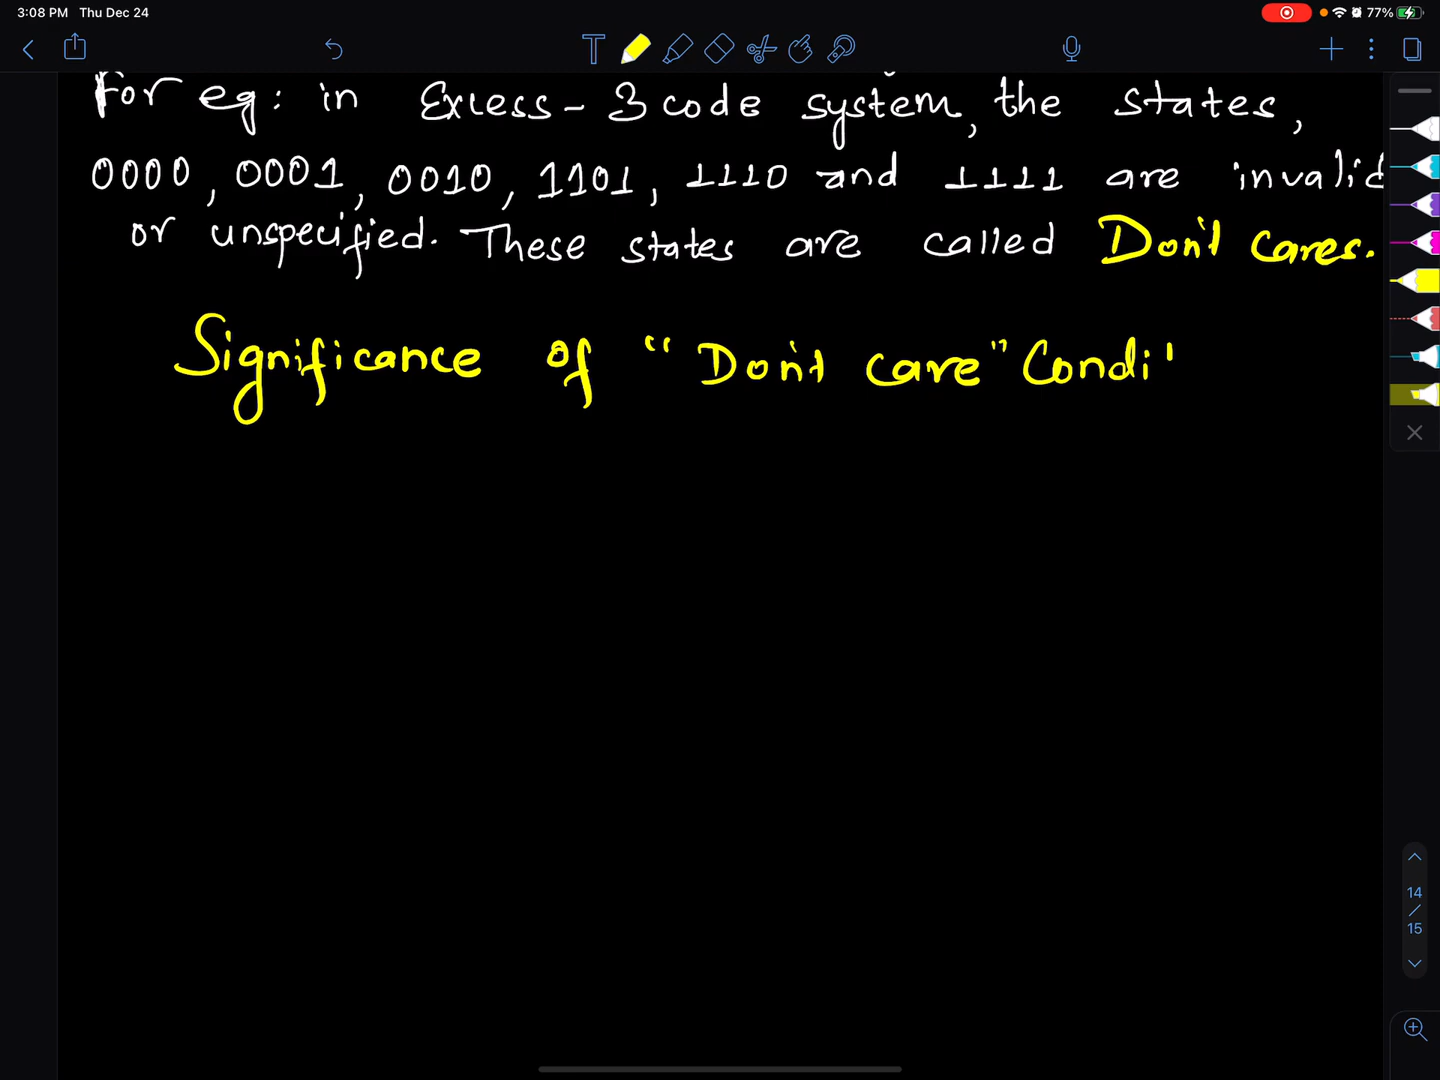 3:08 PM Thu Dec 24
77%
For eg: in Excess-3 code system, the states,
0000, 0001, 0010, 1101, 1110 and 1111 are invalid
or unspecified. These states are called Don't Cares.
Significance of "Don't care" Condi
14
/
15